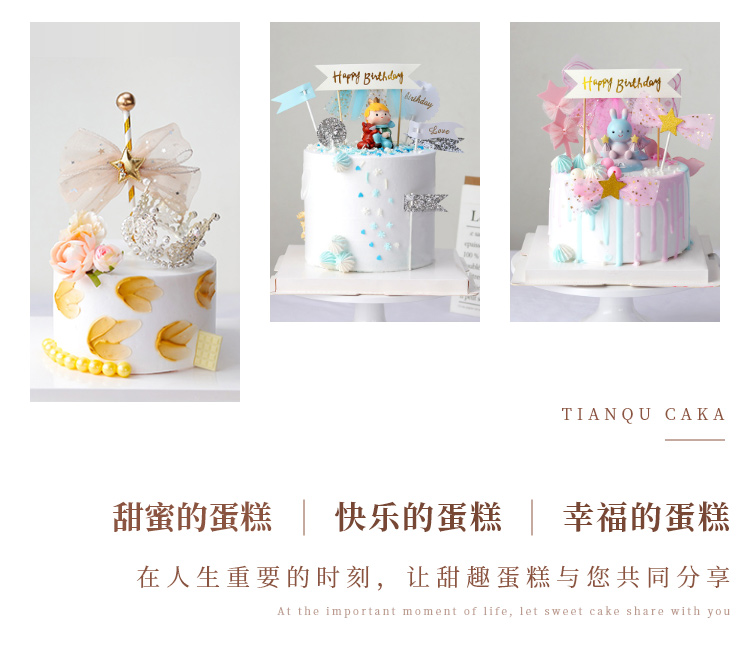 Happy Birthday
Birthday
Love
Happy Birthday
TIANQU CAKA
甜蜜的蛋糕 | 快乐的蛋糕 | 幸福的蛋糕
在人生重要的时刻，让甜趣蛋糕与您共同分享
At the important moment of life, let sweet cake share with you